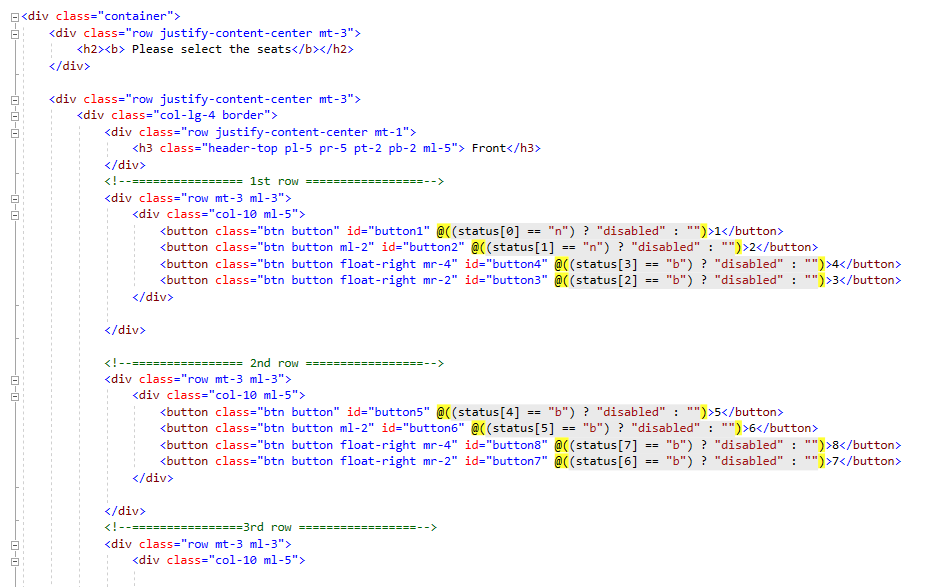 <div class="container">
<div class="row justify-content-center mt-3">
<h2><b> Please select the seats</b></h2>
</div>
<div class="row justify-content-center mt-3">
<div class="col-lg-4 border">
<div class="row justify-content-center mt-1">
<h3 class="header-top pl-5 pr-5 pt-2 pb-2 ml-5"> Front</h3>
</div>
<!--================ 1st row =================-->
<div class="row mt-3 ml-3">
<div class="col-10 ml-5">
<button class="btn button" id="button1" @((status[0] == "n") ? "disabled" : "")>1</button>
<button class="btn button ml-2" id="button2" @((status[1] == "n") ? "disabled" : "")>2</button>
<button class="btn button float-right mr-4" id="button4" @((status[3] == "b") ? "disabled" : "")>4</button>
<button class="btn button float-right mr-2" id="button3" @((status[2] == "b") ? "disabled" : "")>3</button>
</div>
</div>
<!--================ 2nd row =================-->
<div class="row mt-3 ml-3">
<div class="col-10 ml-5">
<button class="btn button" id="button5" @((status[4] == "b") ? "disabled" : "")>5</button>
<button class="btn button ml-2" id="button6" @((status[5] == "b") ? "disabled" : "")>6</button>
<button class="btn button float-right mr-4" id="button8" @((status[7] == "b") ? "disabled" : "")>8</button>
<button class="btn button float-right mr-2" id="button7" @((status[6] == "b") ? "disabled" : "")>7</button>
</div>
</div>
<!--================3rd row =================-->
<div class="row mt-3 ml-3">
<div class="col-10 ml-5">